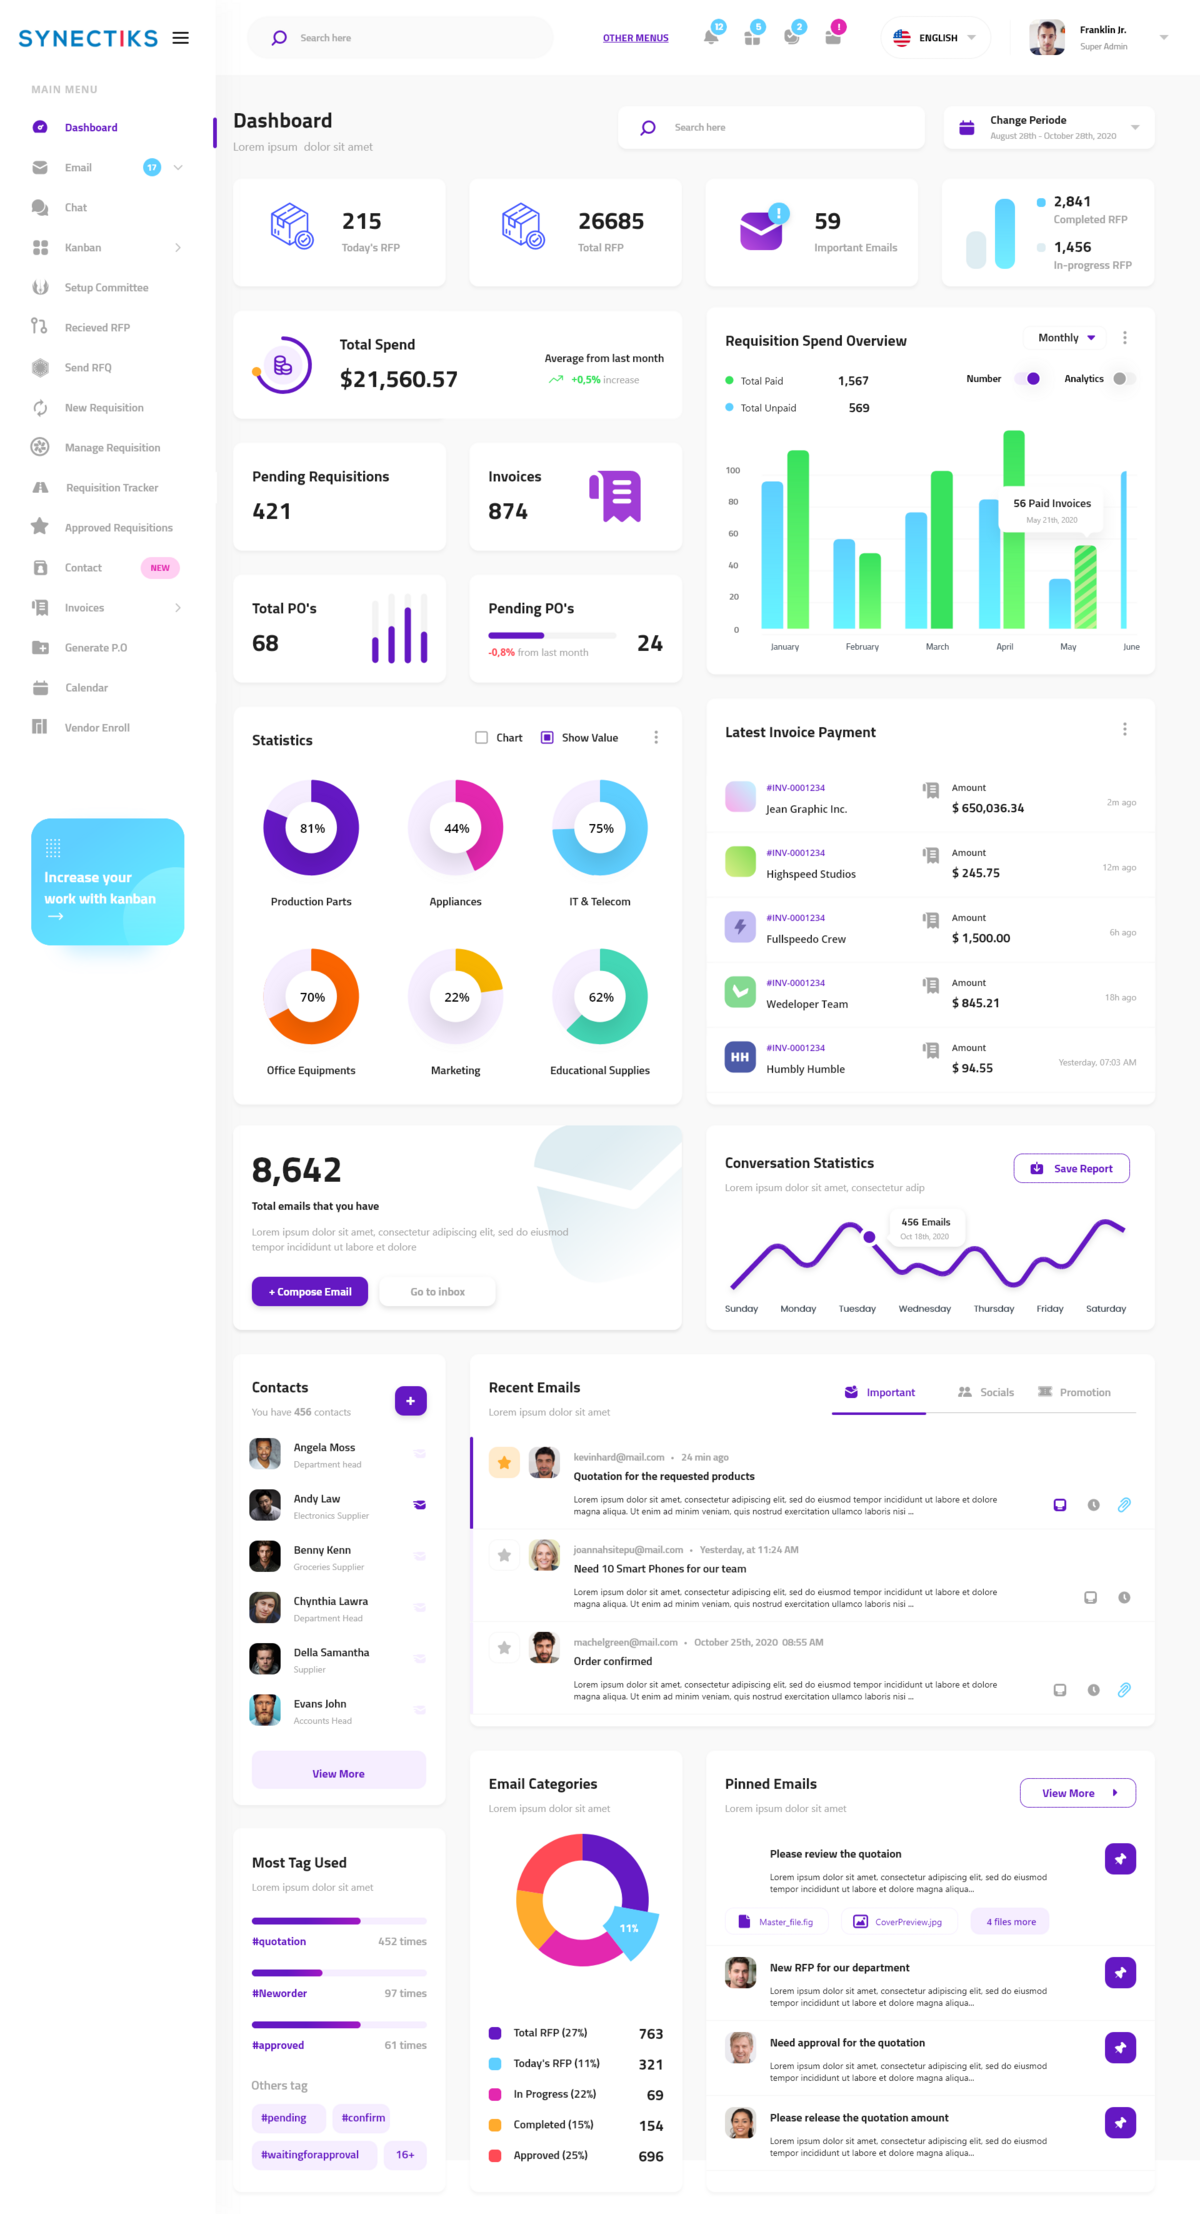 SYNECTIKS
Search here
OTHER MENUS
12
5
2
!
ENGLISH
Franklin Jr.
Super Admin
MAIN MENU
Dashboard
Email
17
Chat
Kanban
Setup Committee
Recieved RFP
Send RFQ
New Requisition
Manage Requisition
Requisition Tracker
Approved Requisitions
Contact
NEW
Invoices
Generate P.O
Calendar
Vendor Enroll
Increase your
work with kanban
Dashboard
Lorem ipsum dolor sit amet
Search here
Change Periode
August 28th - October 28th, 2020
215
Today's RFP
26685
Total RFP
!
59
Important Emails
2,841
Completed RFP
1,456
In-progress RFP
Total Spend
$21,560.57
Average from last month
+0,5% increase
Pending Requisitions
421
Invoices
874
Total PO's
68
Pending PO's
-0,8% from last month
24
Requisition Spend Overview
Monthly
Total Paid 1,567
Total Unpaid 569
Number
Analytics
100
80
60
40
20
0
56 Paid Invoices
May 21th, 2020
January
February
March
April
May
June
Statistics
Chart
Show Value
81%
44%
75%
Production Parts
Appliances
IT & Telecom
70%
22%
62%
Office Equipments
Marketing
Educational Supplies
Latest Invoice Payment
#INV-0001234
Jean Graphic Inc.
Amount
$ 650,036.34
2m ago
#INV-0001234
Highspeed Studios
Amount
$ 245.75
12m ago
#INV-0001234
Fullspeedo Crew
Amount
$ 1,500.00
6h ago
#INV-0001234
Wedeloper Team
Amount
$ 845.21
18h ago
HH
#INV-0001234
Humbly Humble
Amount
$ 94.55
Yesterday, 07:03 AM
8,642
Total emails that you have
Lorem ipsum dolor sit amet, consectetur adipiscing elit, sed do eiusmod
tempor incididunt ut labore et dolore
+ Compose Email
Go to inbox
Conversation Statistics
Lorem ipsum dolor sit amet, consectetur adip
Save Report
456 Emails
Oct 18th, 2020
Sunday
Monday
Tuesday
Wednesday
Thursday
Friday
Saturday
Contacts
You have 456 contacts
+
Angela Moss
Department head
Andy Law
Electronics Supplier
Benny Kenn
Groceries Supplier
Chynthia Lawra
Department Head
Della Samantha
Supplier
Evans John
Accounts Head
View More
Recent Emails
Lorem ipsum dolor sit amet
Important
Socials
Promotion
kevinhard@mail.com • 24 min ago
Quotation for the requested products
Lorem ipsum dolor sit amet, consectetur adipiscing elit, sed do eiusmod tempor incididunt ut labore et dolore
magna aliqua. Ut enim ad minim veniam, quis nostrud exercitation ullamco laboris nisi ...
joannahsitepu@mail.com • Yesterday, at 11:24 AM
Need 10 Smart Phones for our team
Lorem ipsum dolor sit amet, consectetur adipiscing elit, sed do eiusmod tempor incididunt ut labore et dolore
magna aliqua. Ut enim ad minim veniam, quis nostrud exercitation ullamco laboris nisi ...
machelgreen@mail.com • October 25th, 2020 08:55 AM
Order confirmed
Lorem ipsum dolor sit amet, consectetur adipiscing elit, sed do eiusmod tempor incididunt ut labore et dolore
magna aliqua. Ut enim ad minim veniam, quis nostrud exercitation ullamco laboris nisi ...
Most Tag Used
Lorem ipsum dolor sit amet
#quotation 452 times
#Neworder 97 times
#approved 61 times
Others tag
#pending
#confirm
#waitingforapproval
16+
Email Categories
Lorem ipsum dolor sit amet
11%
Total RFP (27%) 763
Today's RFP (11%) 321
In Progress (22%) 69
Completed (15%) 154
Approved (25%) 696
Pinned Emails
Lorem ipsum dolor sit amet
View More
Please review the quotaion
Lorem ipsum dolor sit amet, consectetur adipiscing elit, sed do eiusmod
tempor incididunt ut labore et dolore magna aliqua...
Master_file.fig
CoverPreview.jpg
4 files more
New RFP for our department
Lorem ipsum dolor sit amet, consectetur adipiscing elit, sed do eiusmod
tempor incididunt ut labore et dolore magna aliqua...
Need approval for the quotation
Lorem ipsum dolor sit amet, consectetur adipiscing elit, sed do eiusmod
tempor incididunt ut labore et dolore magna aliqua...
Please release the quotation amount
Lorem ipsum dolor sit amet, consectetur adipiscing elit, sed do eiusmod
tempor incididunt ut labore et dolore magna aliqua...